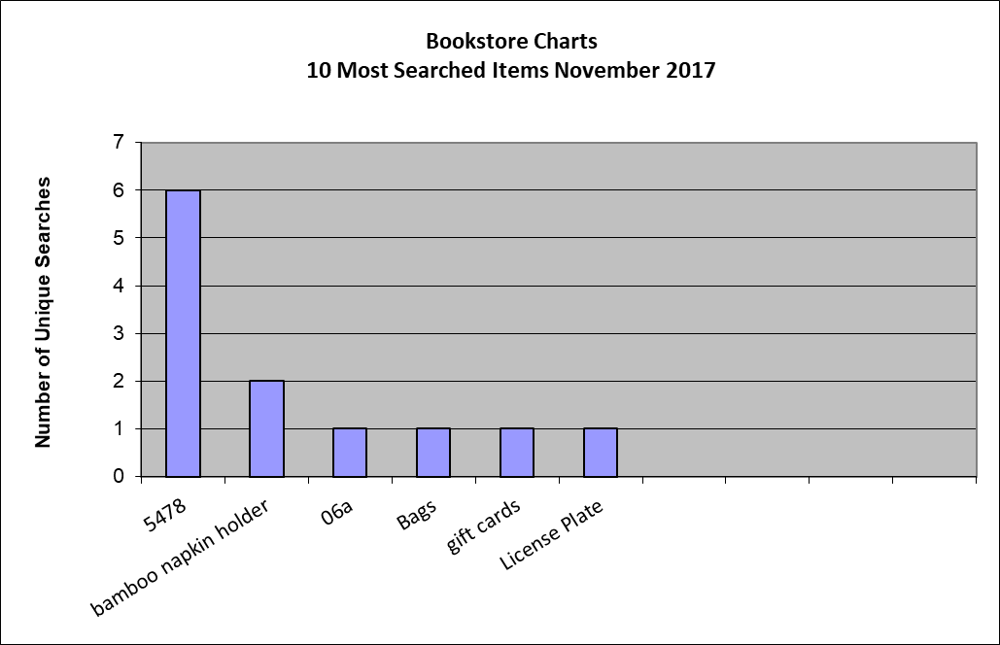 Bookstore Charts
10 Most Searched Items November 2017
Number of Unique Searches
7
6
5
4
3
2
1
0
5478
bamboo napkin holder
06a
Bags
gift cards
License Plate